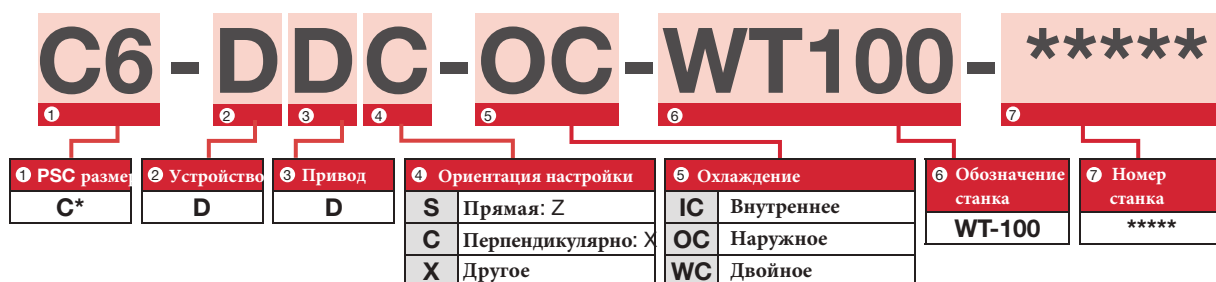 C6-DDC-OC-WT100-*****
1 2 3 4 5 6 7
1 PSC размер 2 Устройство 3 Привод 4 Ориентация настройки 5 Охлаждение 6 Обозначение станка 7 Номер станка
C* D D S Прямая: Z IC Внутреннее WT-100 *****
C Перпендикулярно: X OC Наружное
X Другое WC Двойное